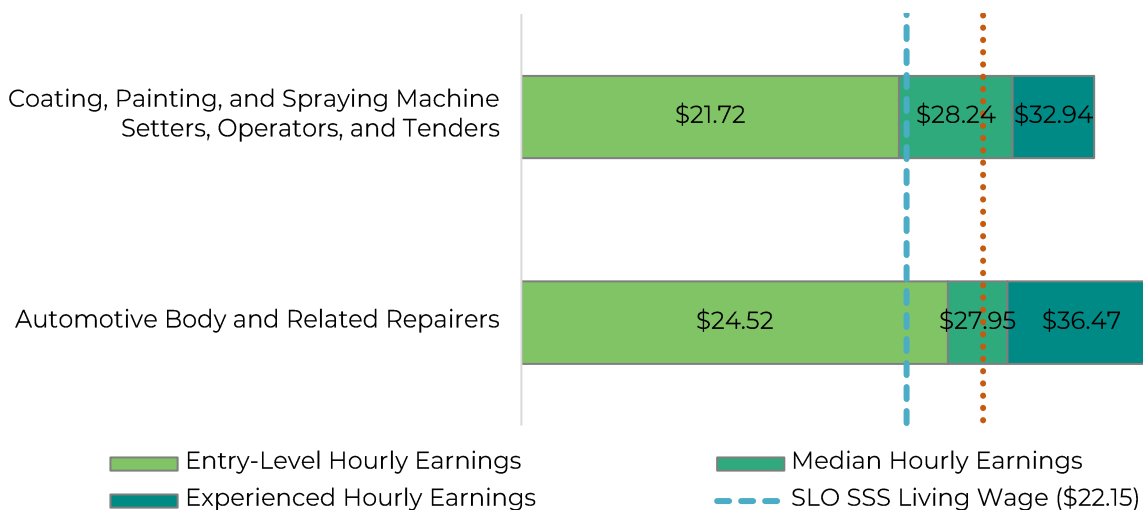 Coating, Painting, and Spraying Machine
Setters, Operators, and Tenders
$21.72
$28.24
$32.94
Automotive Body and Related Repairers
$24.52
$27.95
$36.47
Entry-Level Hourly Earnings
Median Hourly Earnings
Experienced Hourly Earnings
SLO SSS Living Wage ($22.15)